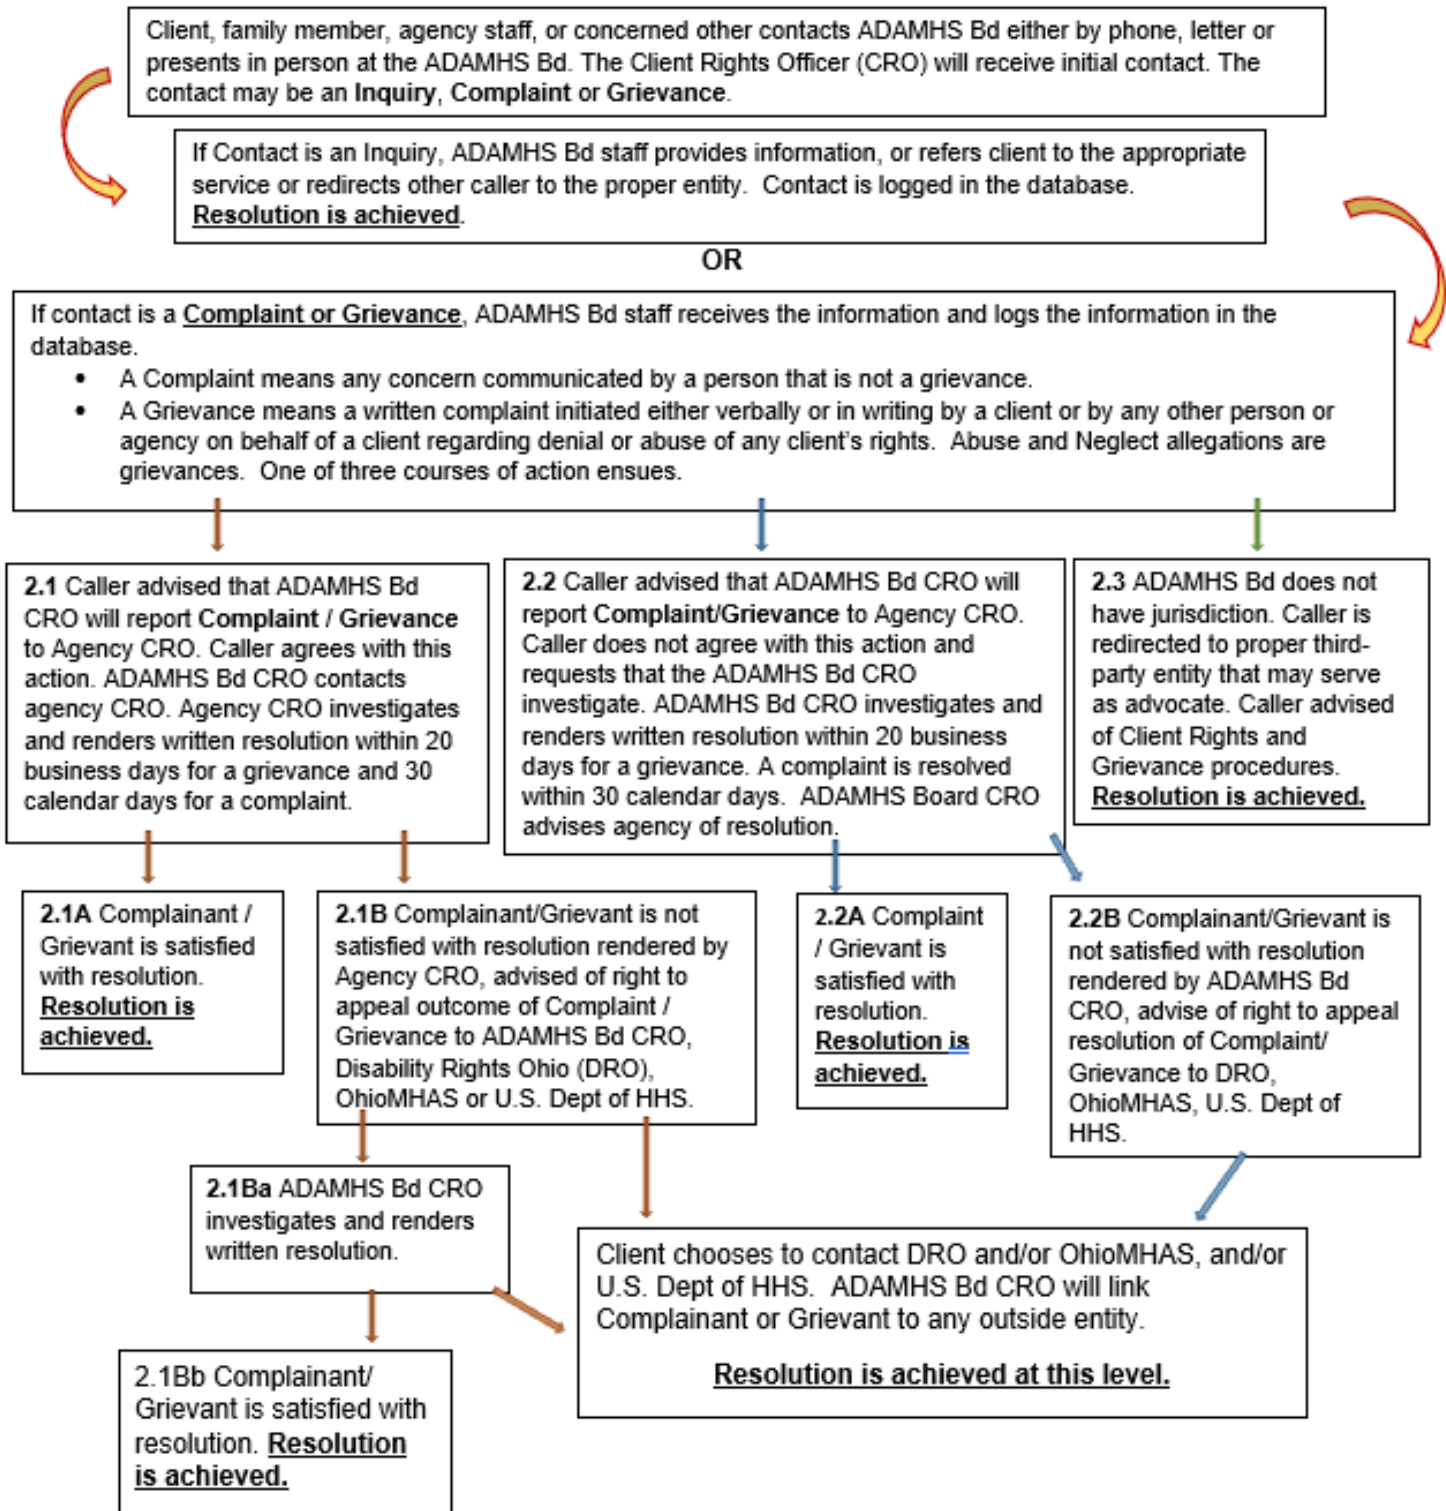 Client, family member, agency staff, or concerned other contacts ADAMHS Bd either by phone, letter or
presents in person at the ADAMHS Bd. The Client Rights Officer (CRO) will receive initial contact. The
contact may be an Inquiry, Complaint or Grievance.
If Contact is an Inquiry, ADAMHS Bd staff provides information, or refers client to the appropriate
service or redirects other caller to the proper entity. Contact is logged in the database.
Resolution is achieved.
OR
If contact is a Complaint or Grievance, ADAMHS Bd staff receives the information and logs the information in the
database.
• A Complaint means any concern communicated by a person that is not a grievance.
• A Grievance means a written complaint initiated either verbally or in writing by a client or by any other person or
agency on behalf of a client regarding denial or abuse of any client's rights. Abuse and Neglect allegations are
grievances. One of three courses of action ensues.
2.1 Caller advised that ADAMHS Bd
CRO will report Complaint / Grievance
to Agency CRO. Caller agrees with this
action. ADAMHS Bd CRO contacts
agency CRO. Agency CRO investigates
and renders written resolution within 20
business days for a grievance and 30
calendar days for a complaint.
2.2 Caller advised that ADAMHS Bd CRO will
report Complaint/Grievance to Agency CRO.
Caller does not agree with this action and
requests that the ADAMHS Bd CRO
investigate. ADAMHS Bd CRO investigates and
renders written resolution within 20 business
days for a grievance. A complaint is resolved
within 30 calendar days. ADAMHS Board CRO
advises agency of resolution.
2.3 ADAMHS Bd does not
have jurisdiction. Caller is
redirected to proper third-
party entity that may serve
as advocate. Caller advised
of Client Rights and
Grievance procedures.
Resolution is achieved.
2.1A Complainant /
Grievant is satisfied
with resolution.
Resolution is
achieved.
2.1B Complainant/Grievant is not
satisfied with resolution rendered by
Agency CRO, advised of right to
appeal outcome of Complaint /
Grievance to ADAMHS Bd CRO,
Disability Rights Ohio (DRO),
OhioMHAS or U.S. Dept of HHS.
2.2A Complaint
/ Grievant is
satisfied with
resolution.
Resolution is
achieved.
2.2B Complainant/Grievant is
not satisfied with resolution
rendered by ADAMHS Bd
CRO, advise of right to appeal
resolution of Complaint/
Grievance to DRO,
OhioMHAS, U.S. Dept of
HHS.
2.1Ba ADAMHS Bd CRO
investigates and renders
written resolution.
Client chooses to contact DRO and/or OhioMHAS, and/or
U.S. Dept of HHS. ADAMHS Bd CRO will link
Complainant or Grievant to any outside entity.
Resolution is achieved at this level.
2.1Bb Complainant/
Grievant is satisfied with
resolution. Resolution
is achieved.